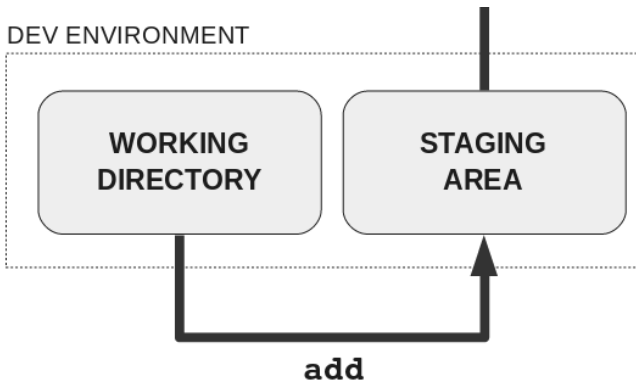 DEV ENVIRONMENT
WORKING
DIRECTORY
STAGING
AREA
add